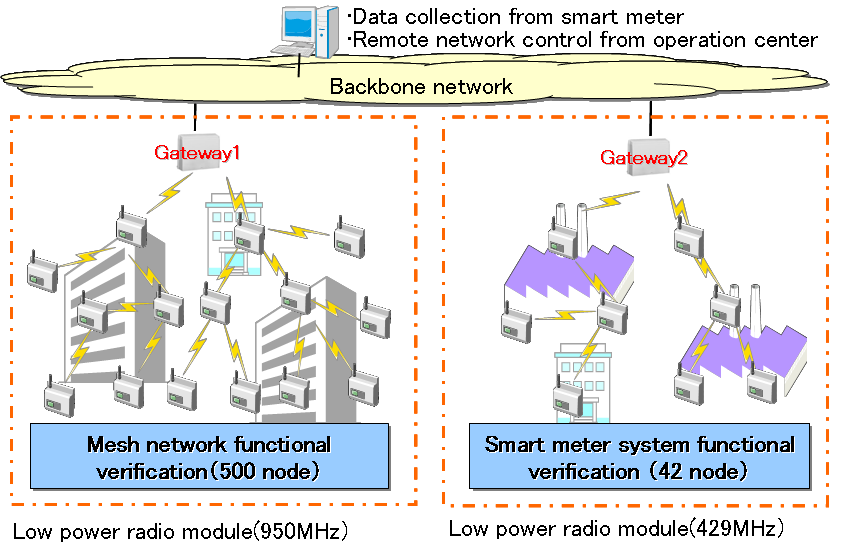 ·Data collection from smart meter
·Remote network control from operation center
Backbone network
Gateway1
Gateway2
Mesh network functional
verification(500 node)
Smart meter system functional
verification (42 node)
Low power radio module(950MHz)
Low power radio module(429MHz)